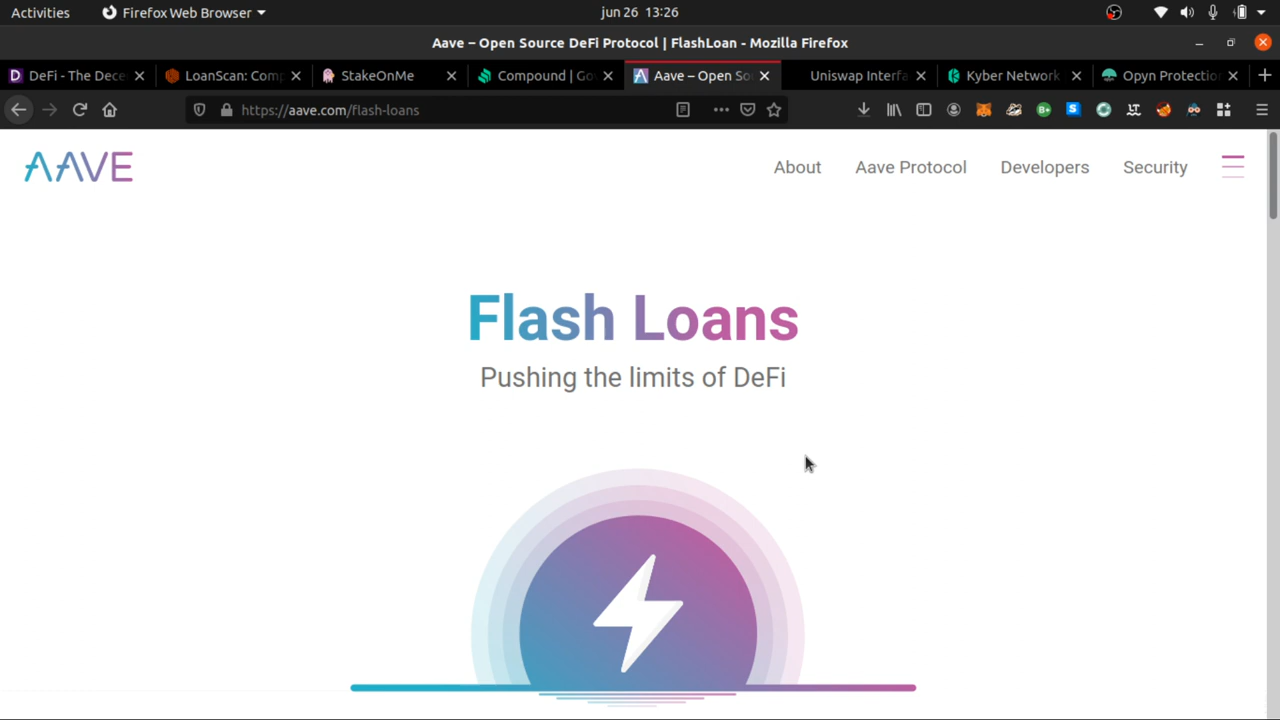 Activities
Firefox Web Browser
jun 26 13:26
Aave – Open Source DeFi Protocol | FlashLoan - Mozilla Firefox
DeFi - The Dece
LoanScan: Comp
StakeOnMe
Compound | Go
Aave – Open So
Uniswap Interfa
Kyber Network
Opyn Protectio
https://aave.com/flash-loans
AAVE
About
Aave Protocol
Developers
Security
Flash Loans
Pushing the limits of DeFi